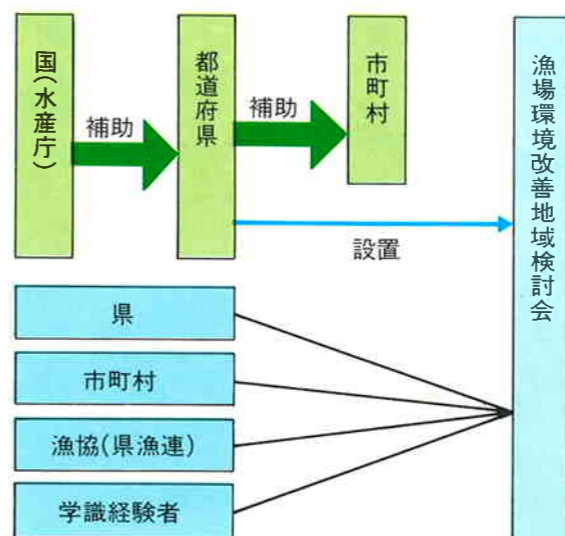 国(水産庁)
補助
都道府県
補助
市町村
設置
漁場環境改善地域検討会
県
市町村
漁協(県漁連)
学識経験者